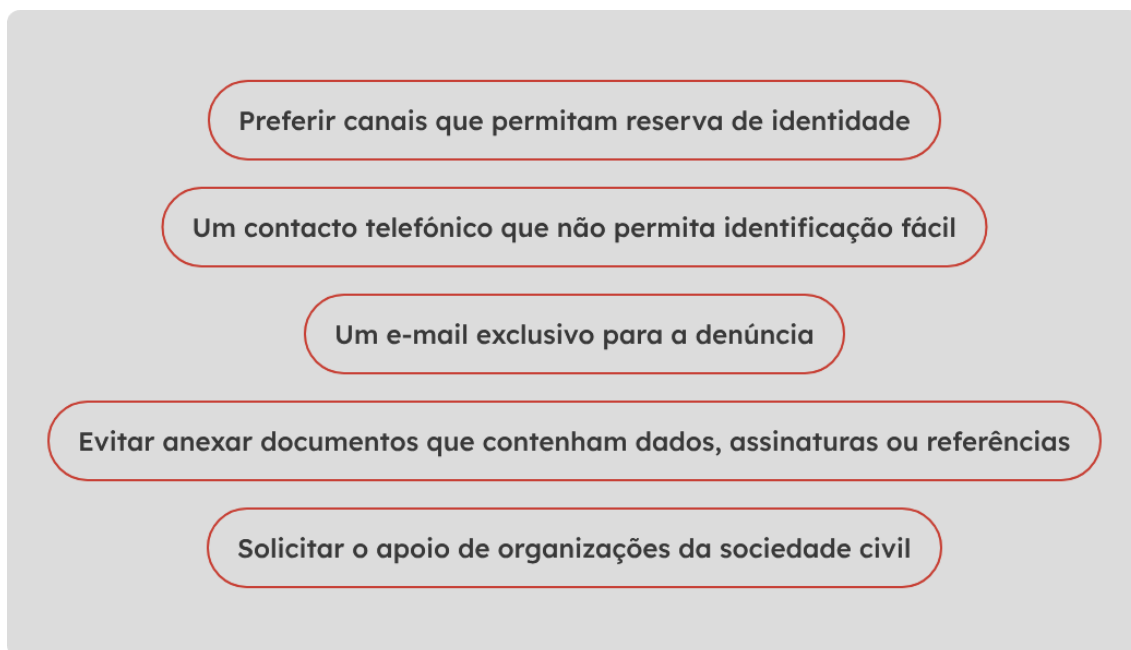 Preferir canais que permitam reserva de identidade
Um contacto telefónico que não permita identificação fácil
Um e-mail exclusivo para a denúncia
Evitar anexar documentos que contenham dados, assinaturas ou referências
Solicitar o apoio de organizações da sociedade civil